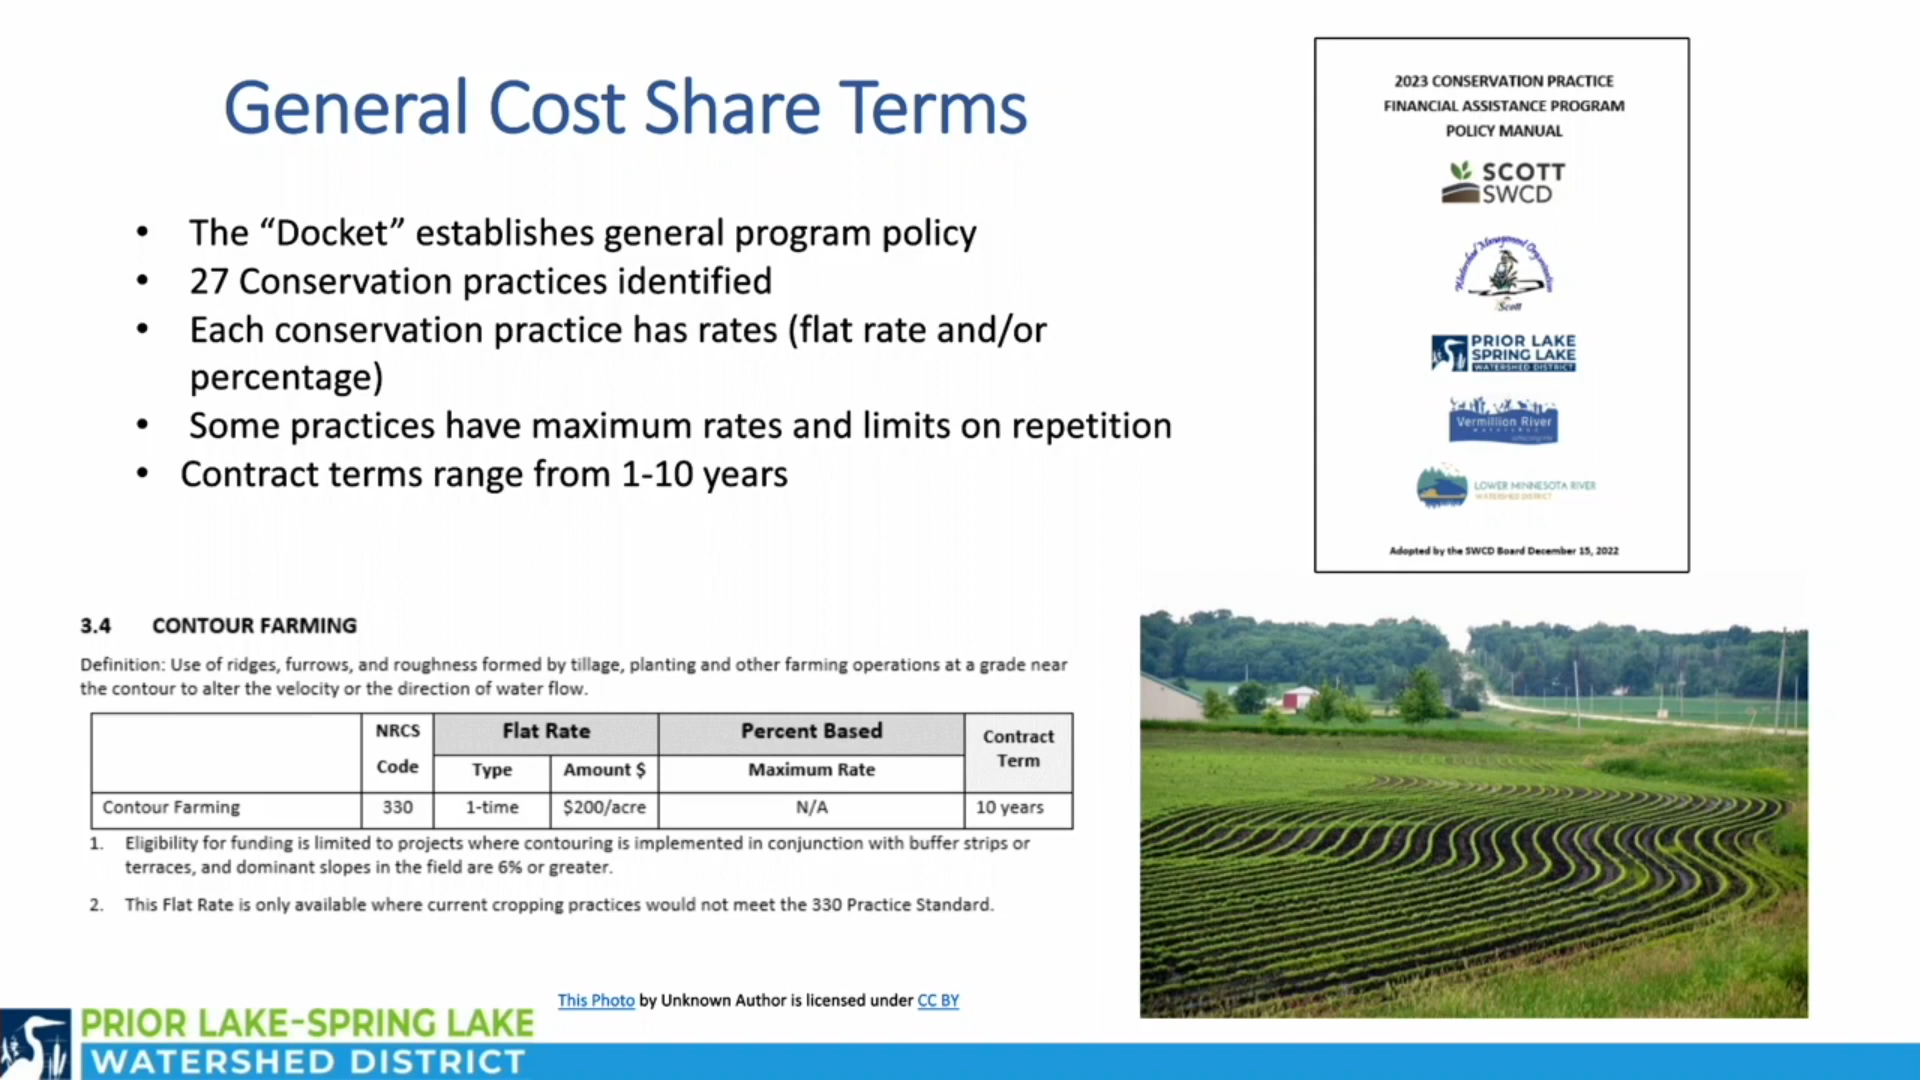 General Cost Share Terms
• The “Docket” establishes general program policy
• 27 Conservation practices identified
• Each conservation practice has rates (flat rate and/or
percentage)
• Some practices have maximum rates and limits on repetition
• Contract terms range from 1-10 years
2023 CONSERVATION PRACTICE
FINANCIAL ASSISTANCE PROGRAM
POLICY MANUAL
SCOTT
SWCD
Watershed Management Organization
Scott
PRIOR LAKE
SPRING LAKE
WATERSHED DISTRICT
Vermillion River
LOWER MINNESOTA RIVER
WATERSHED DISTRICT
Adopted by the SWCD Board December 15, 2022
3.4 CONTOUR FARMING
Definition: Use of ridges, furrows, and roughness formed by tillage, planting and other farming operations at a grade near
the contour to alter the velocity or the direction of water flow.
NRCS Code
Flat Rate
Percent Based
Contract Term
Type
Amount $
Maximum Rate
Contour Farming 330 1-time $200/acre N/A 10 years
1. Eligibility for funding is limited to projects where contouring is implemented in conjunction with buffer strips or
terraces, and dominant slopes in the field are 6% or greater.
2. This Flat Rate is only available where current cropping practices would not meet the 330 Practice Standard.
This Photo by Unknown Author is licensed under CC BY
PRIOR LAKE-SPRING LAKE
WATERSHED DISTRICT